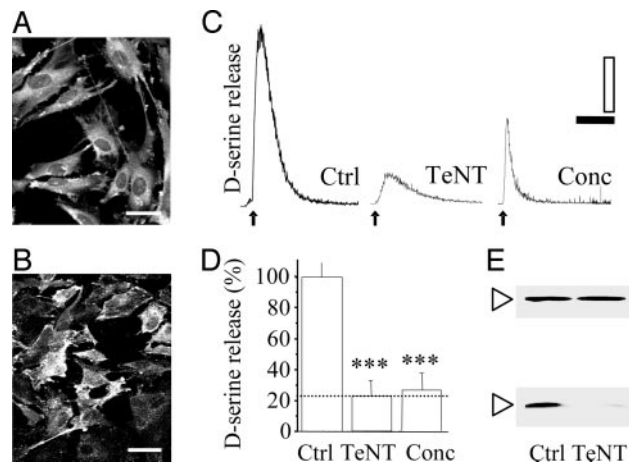 A
B
C
D-serine release
Ctrl
TeNT
Conc
D
D-serine release (%)
100
80
60
40
20
0
***
***
Ctrl TeNT Conc
E
Ctrl TeNT